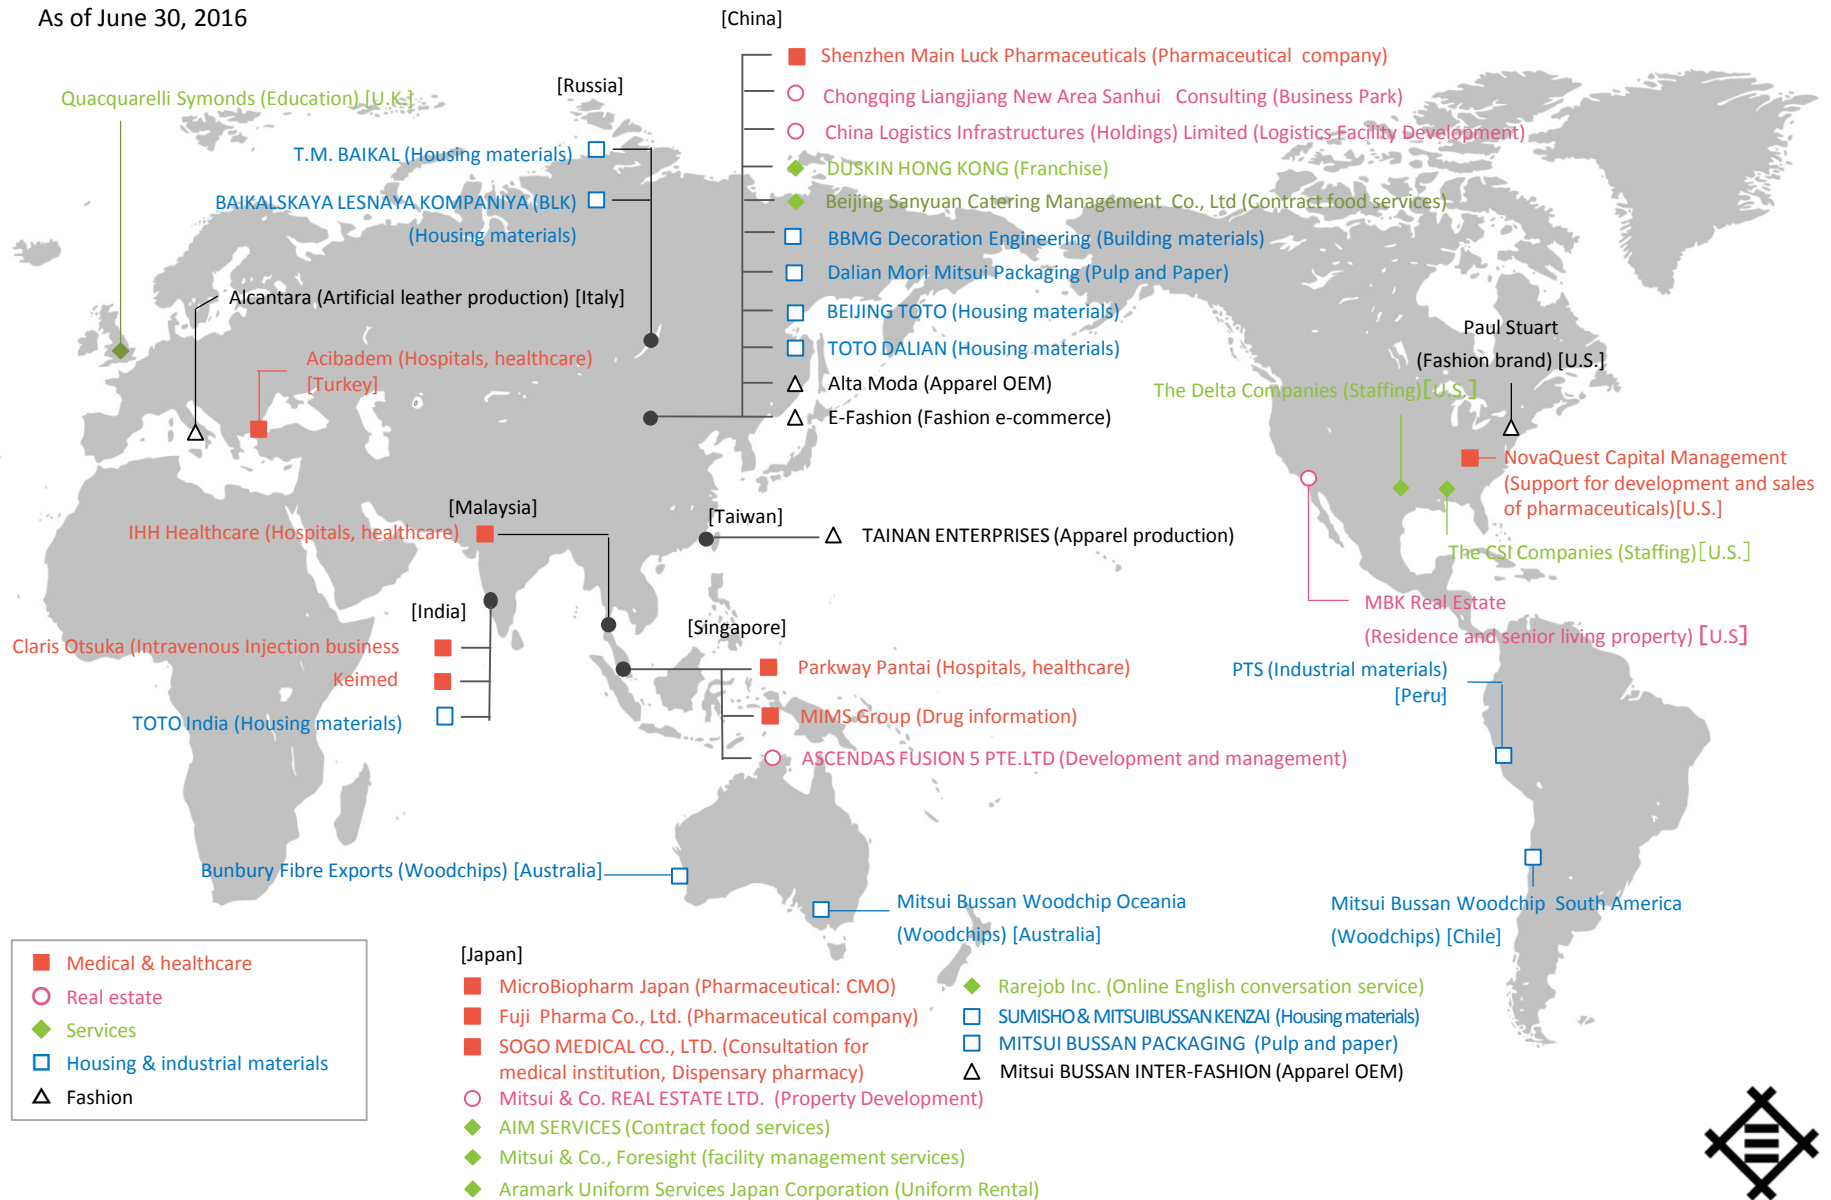 As of June 30, 2016
[China]
Shenzhen Main Luck Pharmaceuticals (Pharmaceutical company)
Chongqing Liangjiang New Area Sanhui Consulting (Business Park)
China Logistics Infrastructures (Holdings) Limited (Logistics Facility Development)
DUSKIN HONG KONG (Franchise)
Beijing Sanyuan Catering Management Co., Ltd (Contract food services)
BBMG Decoration Engineering (Building materials)
Dalian Mori Mitsui Packaging (Pulp and Paper)
BEIJING TOTO (Housing materials)
TOTO DALIAN (Housing materials)
Alta Moda (Apparel OEM)
E-Fashion (Fashion e-commerce)
[Russia]
T.M. BAIKAL (Housing materials)
BAIKALSKAYA LESNAYA KOMPANIYA (BLK)
(Housing materials)
Quacquarelli Symonds (Education) [U.K.]
Alcantara (Artificial leather production) [Italy]
Acibadem (Hospitals, healthcare)
[Turkey]
Paul Stuart
(Fashion brand) [U.S.]
The Delta Companies (Staffing)[U.S.]
NovaQuest Capital Management
(Support for development and sales
of pharmaceuticals)[U.S.]
The CSI Companies (Staffing)[U.S.]
MBK Real Estate
(Residence and senior living property) [U.S]
[Malaysia]
IHH Healthcare (Hospitals, healthcare)
[Taiwan]
TAINAN ENTERPRISES (Apparel production)
[India]
Claris Otsuka (Intravenous Injection business
Keimed
TOTO India (Housing materials)
[Singapore]
Parkway Pantai (Hospitals, healthcare)
MIMS Group (Drug information)
ASCENDAS FUSION 5 PTE.LTD (Development and management)
PTS (Industrial materials)
[Peru]
Bunbury Fibre Exports (Woodchips) [Australia]
Mitsui Bussan Woodchip Oceania
(Woodchips) [Australia]
Mitsui Bussan Woodchip South America
(Woodchips) [Chile]
Medical & healthcare
Real estate
Services
Housing & industrial materials
Fashion
[Japan]
MicroBiopharm Japan (Pharmaceutical: CMO)
Fuji Pharma Co., Ltd. (Pharmaceutical company)
SOGO MEDICAL CO., LTD. (Consultation for
medical institution, Dispensary pharmacy)
Mitsui & Co. REAL ESTATE LTD. (Property Development)
AIM SERVICES (Contract food services)
Mitsui & Co., Foresight (facility management services)
Aramark Uniform Services Japan Corporation (Uniform Rental)
Rarejob Inc. (Online English conversation service)
SUMISHO & MITSUIBUSSAN KENZAI (Housing materials)
MITSUI BUSSAN PACKAGING (Pulp and paper)
Mitsui BUSSAN INTER-FASHION (Apparel OEM)